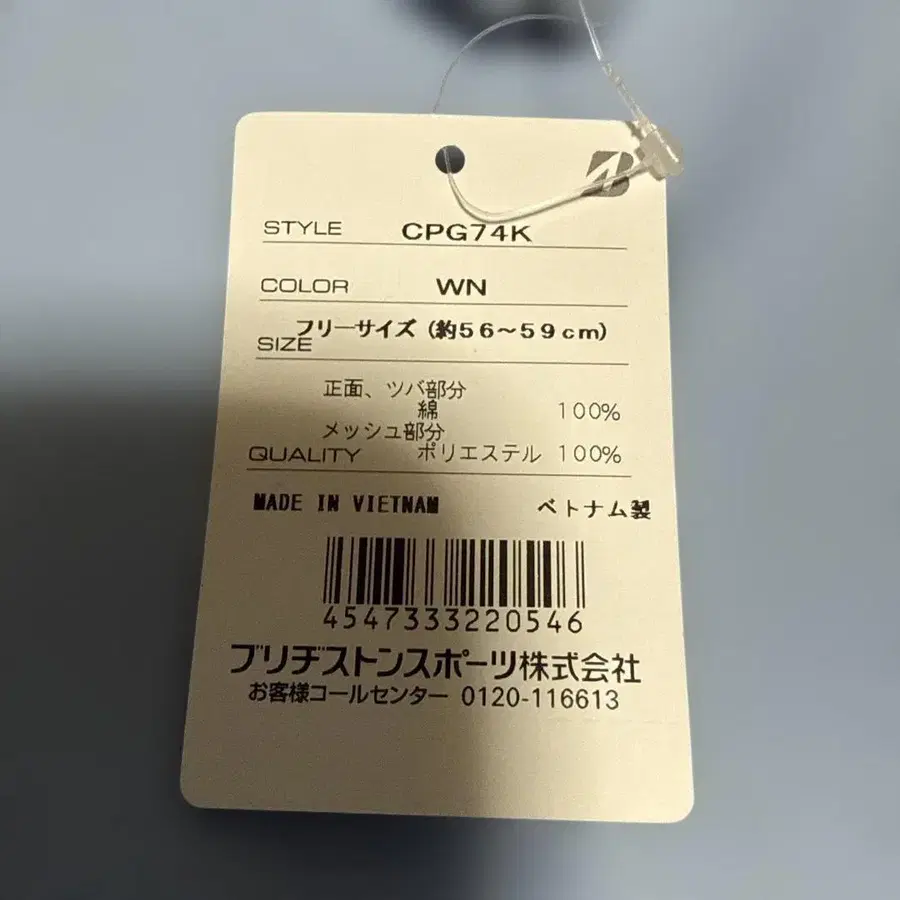 STYLE CPG74K
COLOR WN
フリーサイズ (約56～59cm)
SIZE
正面、ツバ部分
綿 100%
メッシュ部分
QUALITY ポリエステル 100%
MADE IN VIETNAM ベトナム製
4547333220546
ブリヂストンスポーツ株式会社
お客様コールセンター 0120-116613